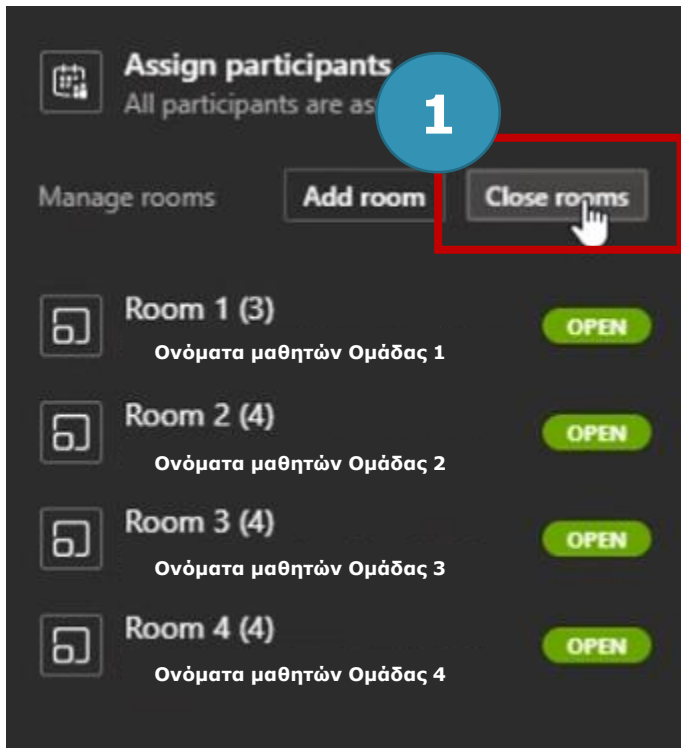 Assign participants
All participants are as
1
Manage rooms
Add room
Close rooms
Room 1 (3)
OPEN
Ονόματα μαθητών Ομάδας 1
Room 2 (4)
OPEN
Ονόματα μαθητών Ομάδας 2
Room 3 (4)
OPEN
Ονόματα μαθητών Ομάδας 3
Room 4 (4)
OPEN
Ονόματα μαθητών Ομάδας 4